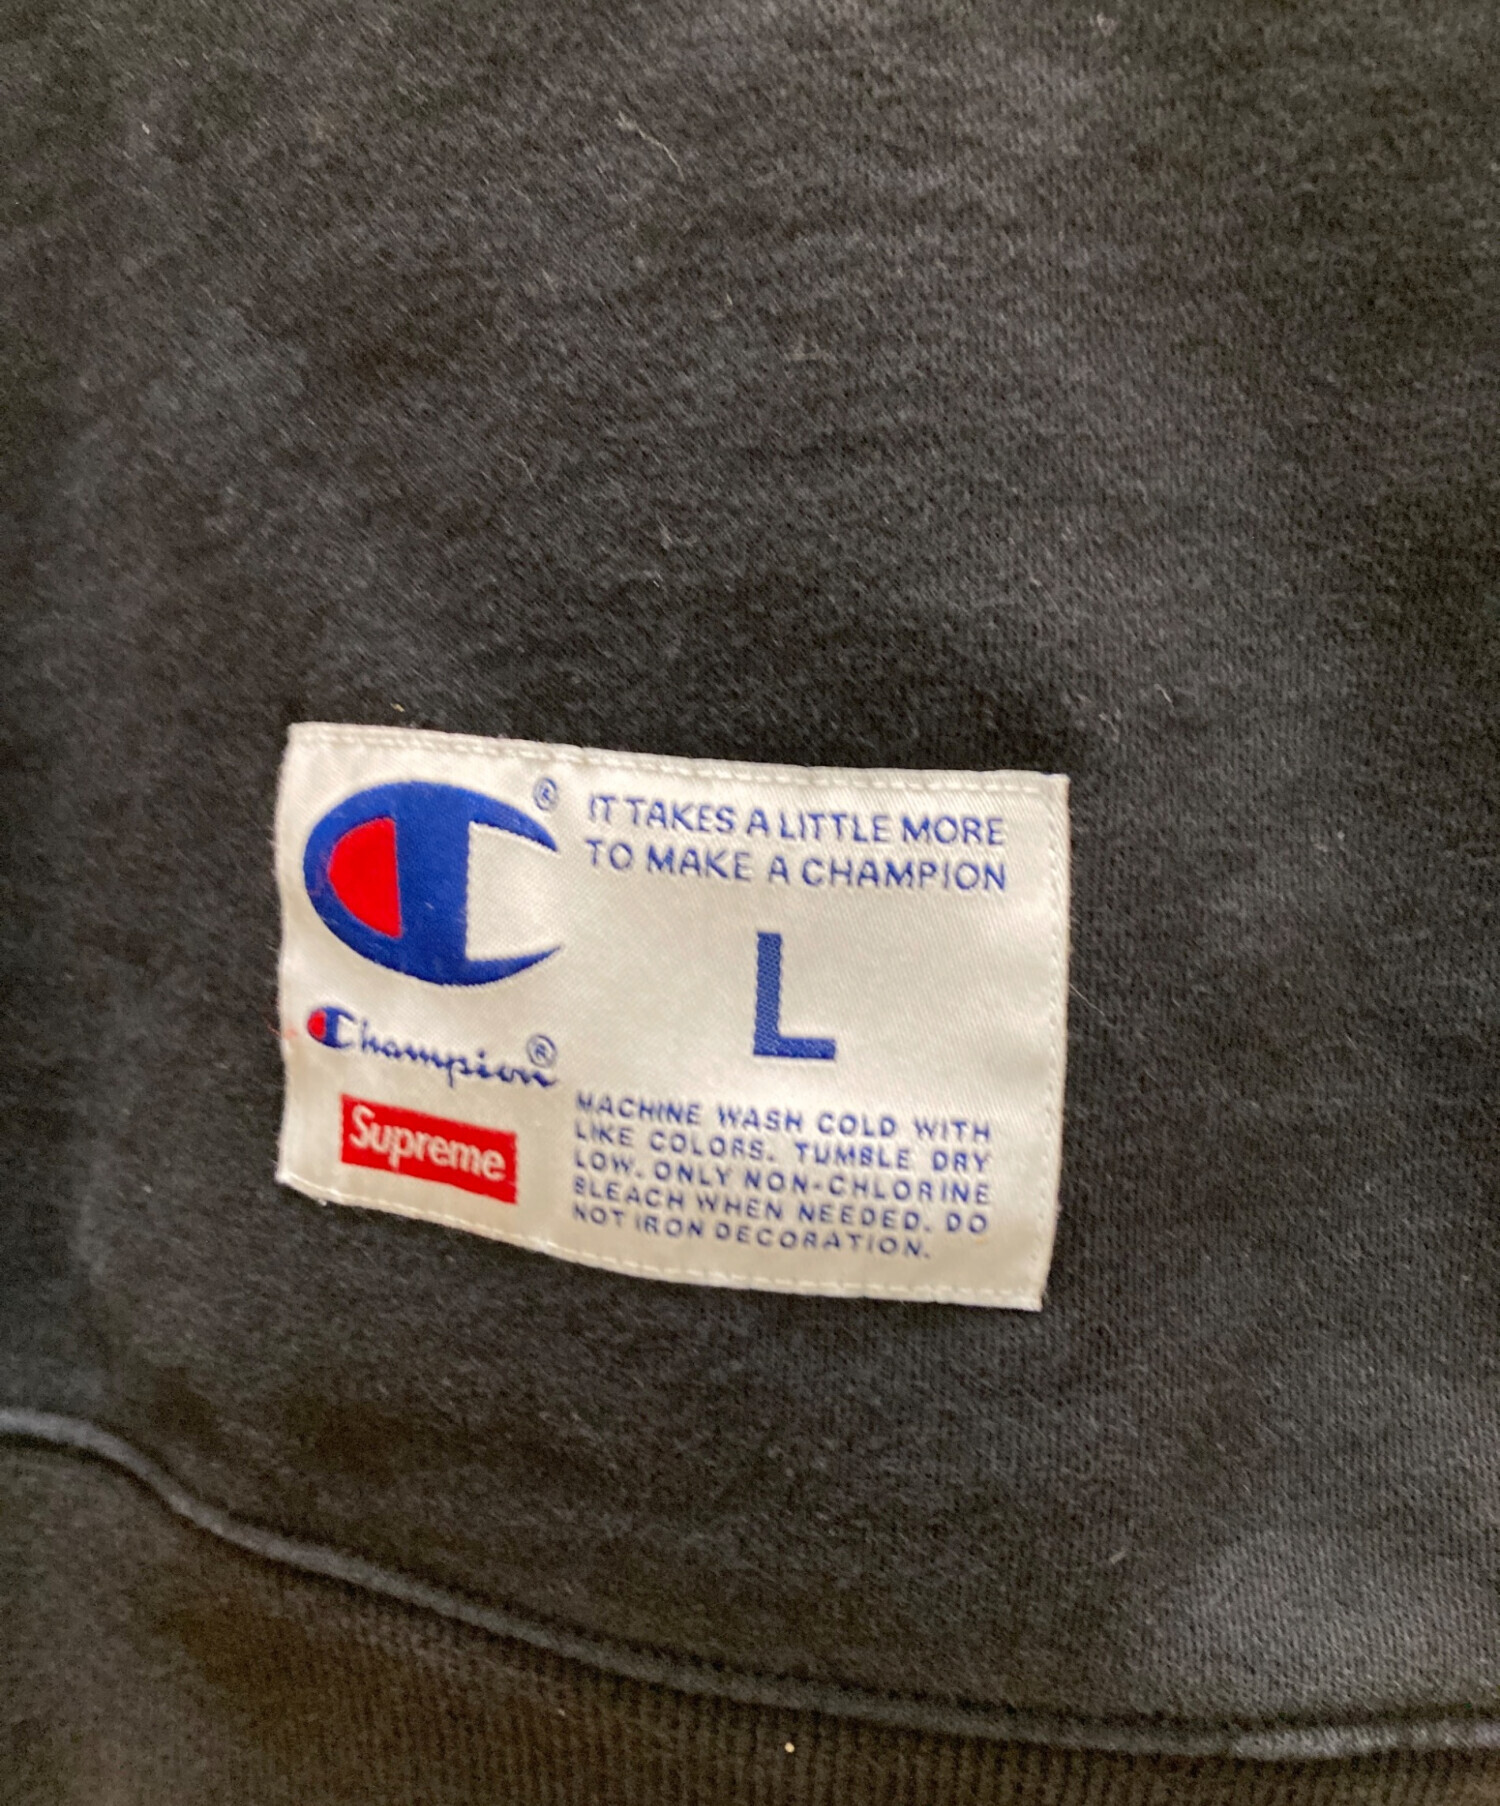 ®
IT TAKES A LITTLE MORE
TO MAKE A CHAMPION
L
Champion®
Supreme
MACHINE WASH COLD WITH
LIKE COLORS. TUMBLE DRY
LOW. ONLY NON-CHLORINE
BLEACH WHEN NEEDED. DO
NOT IRON DECORATION.